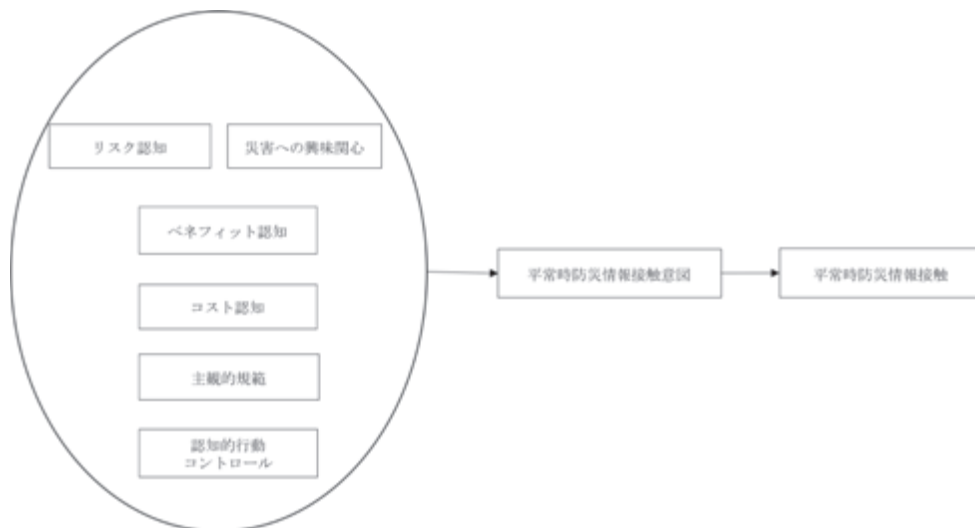 リスク認知
災害への興味関心
ベネフィット認知
コスト認知
主観的規範
認知的行動
コントロール
平常時防災情報接触意図
平常時防災情報接触